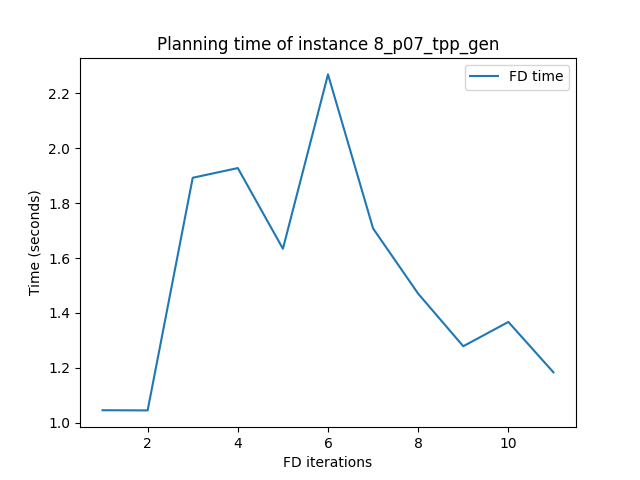 Planning time of instance 8_p07_tpp_gen
FD time
Time (seconds)
2.2
2.0
1.8
1.6
1.4
1.2
1.0
2 4 6 8 10
FD iterations